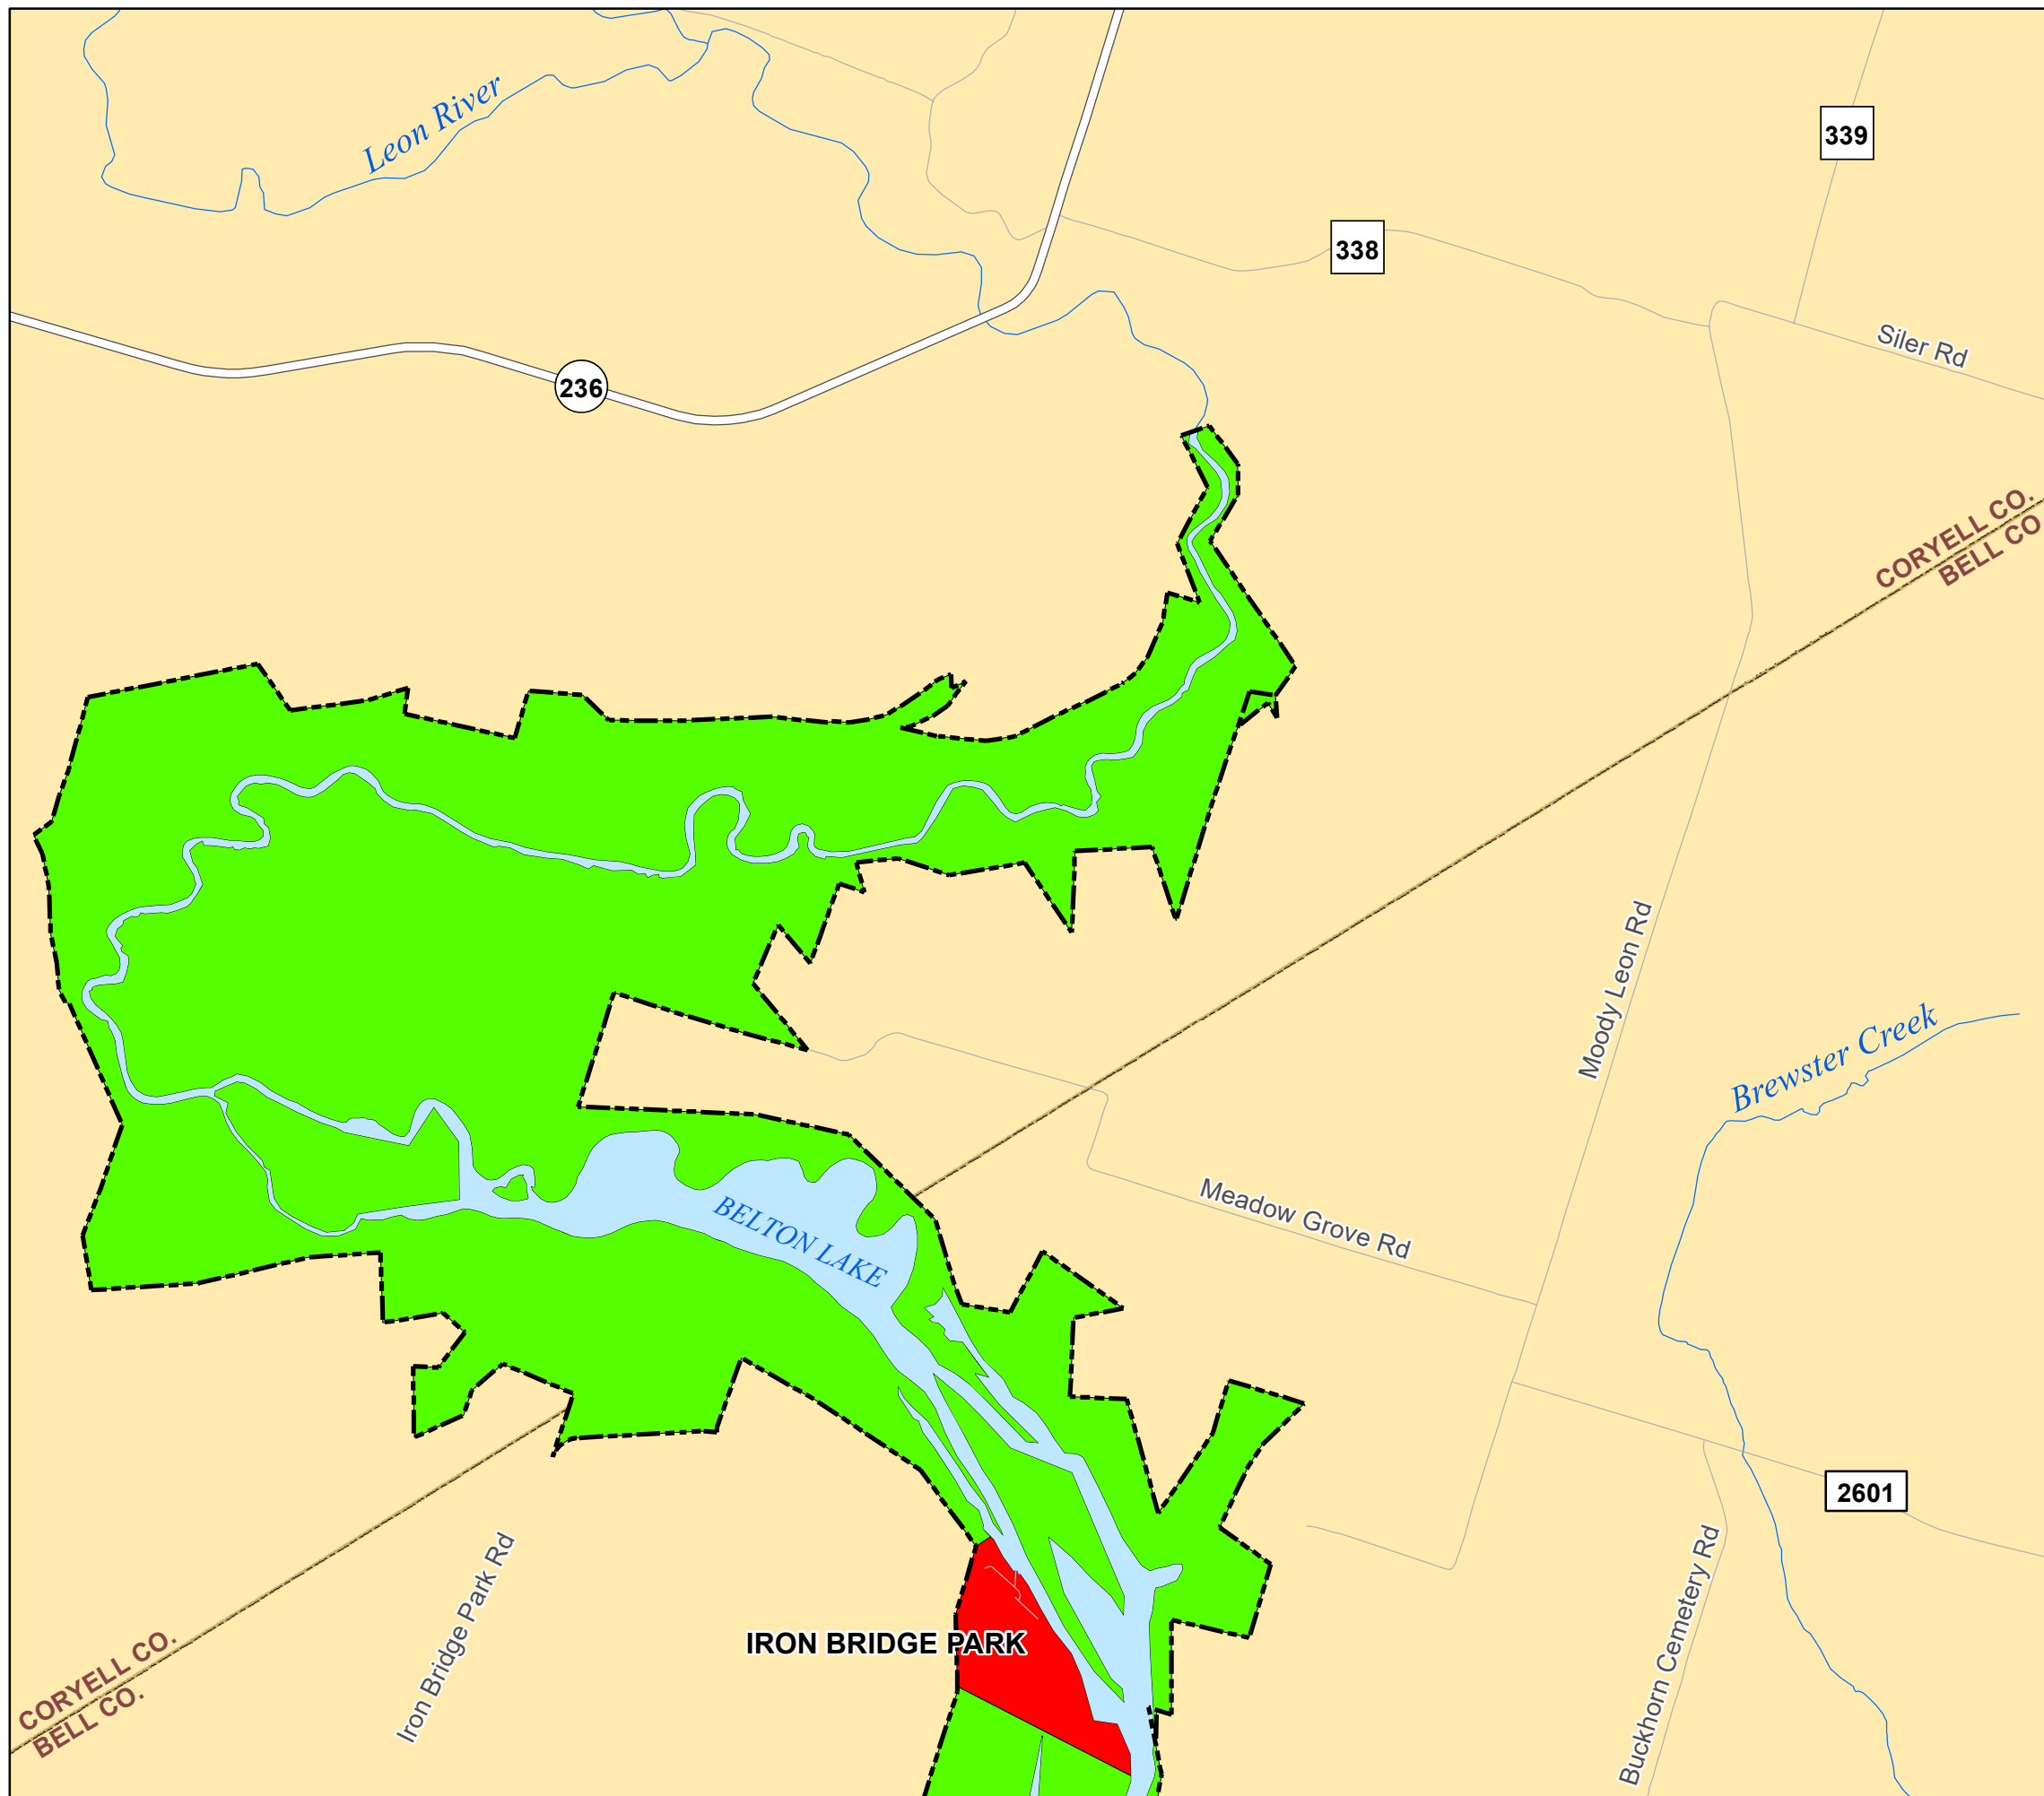 Leon River
339
338
Siler Rd
236
CORYELL CO.
BELL CO
Moody Leon Rd
Brewster Creek
Meadow Grove Rd
BELTON LAKE
2601
Iron Bridge Park Rd
Buckhorn Cemetery Rd
IRON BRIDGE PARK
CORYELL CO.
BELL CO.